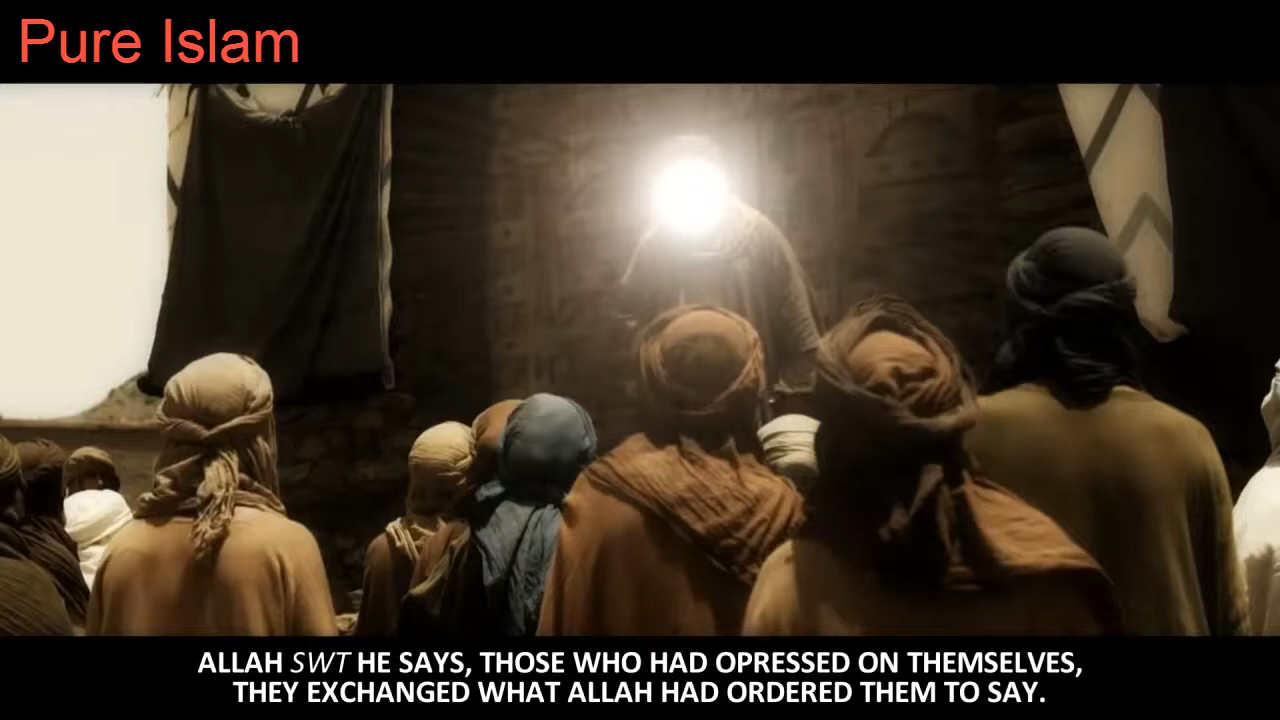 Pure Islam
ALLAH SWT HE SAYS, THOSE WHO HAD OPRESSED ON THEMSELVES,
THEY EXCHANGED WHAT ALLAH HAD ORDERED THEM TO SAY.